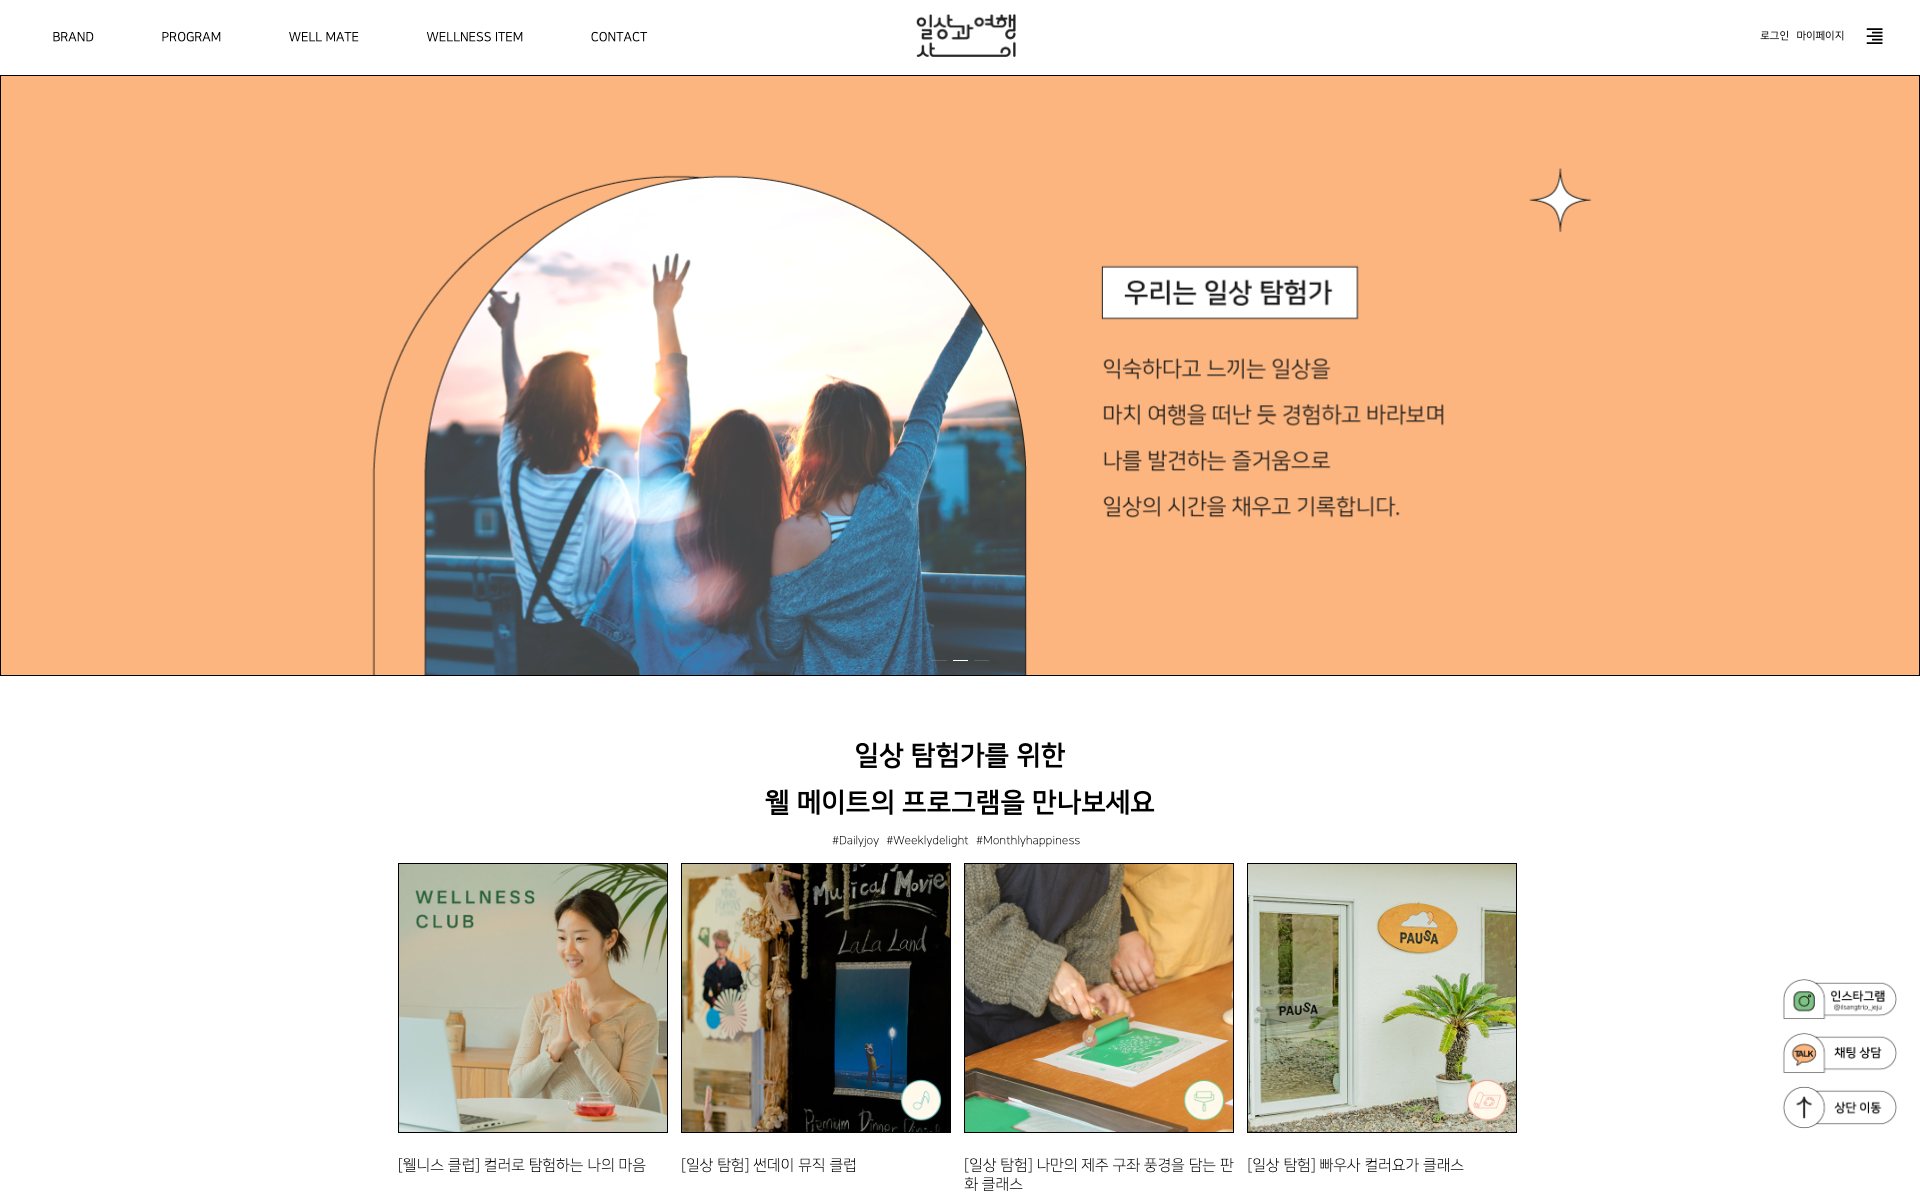 BRAND
PROGRAM
WELL MATE
WELLNESS ITEM
CONTACT
일상과여행
사이
로그인 마이페이지
우리는 일상 탐험가
익숙하다고 느끼는 일상을
마치 여행을 떠난 듯 경험하고 바라보며
나를 발견하는 즐거움으로
일상의 시간을 채우고 기록합니다.
일상 탐험가를 위한
웰 메이트의 프로그램을 만나보세요
#Dailyjoy #Weeklydelight #Monthlyhappiness
WELLNESS
CLUB
Musical Movie
LaLa Land
Premium Dinner
PAUSA
PAUSA
[웰니스 클럽] 컬러로 탐험하는 나의 마음
[일상 탐험] 썬데이 뮤직 클럽
[일상 탐험] 나만의 제주 구좌 풍경을 담는 판
화 클래스
[일상 탐험] 빠우사 컬러요가 클래스
인스타그램
@ilsangtrip_jeju
TALK
채팅 상담
상단 이동